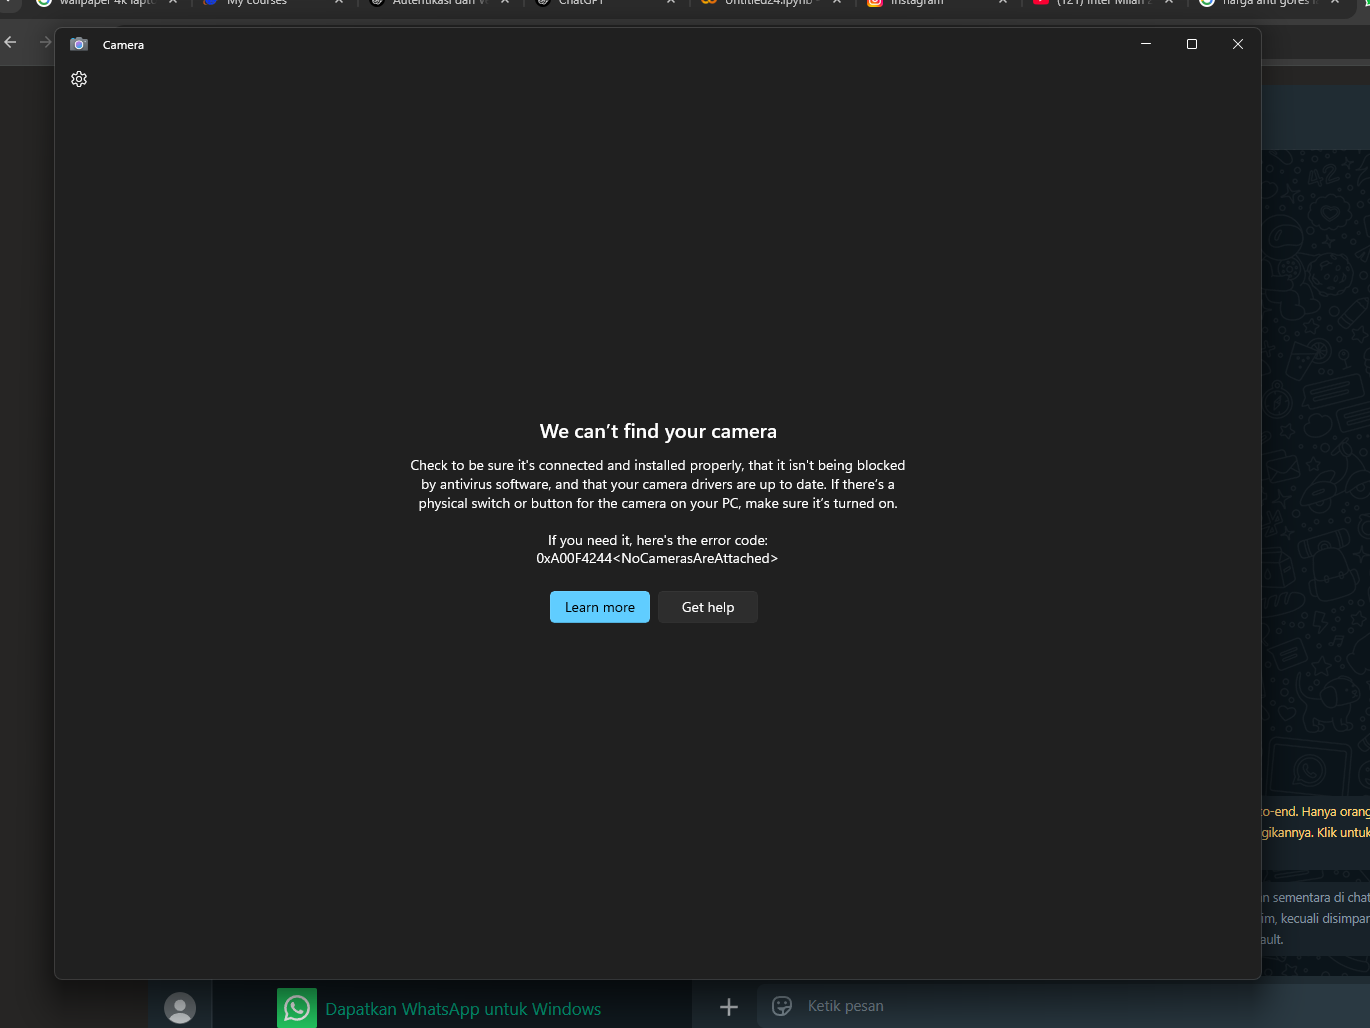 wallpaper 4k lapt
My courses
Autentikasi dan V
ChatGPT
Untitled24.ipynb -
Instagram
(121) Inter Milan
harga anti gores
Camera
We can’t find your camera
Check to be sure it's connected and installed properly, that it isn't being blocked
by antivirus software, and that your camera drivers are up to date. If there’s a
physical switch or button for the camera on your PC, make sure it’s turned on.
If you need it, here's the error code:
0xA00F4244<NoCamerasAreAttached>
Learn more
Get help
o-end. Hanya orang
gikannya. Klik untuk
n sementara di chat
im, kecuali disimpan
ault.
Dapatkan WhatsApp untuk Windows
Ketik pesan